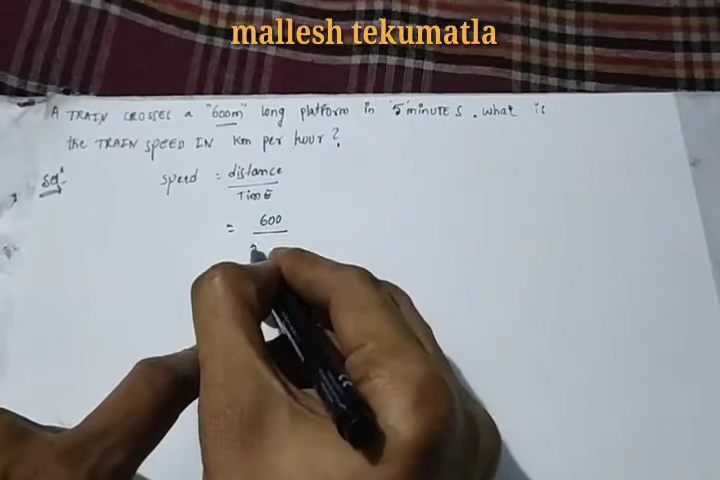 mallesh tekumatla
A TRAIN CROSSES a "600m" long platform in 5 minutes. what is
the TRAIN SPEED IN km per hour?
Sol speed = distance
Time
= 600